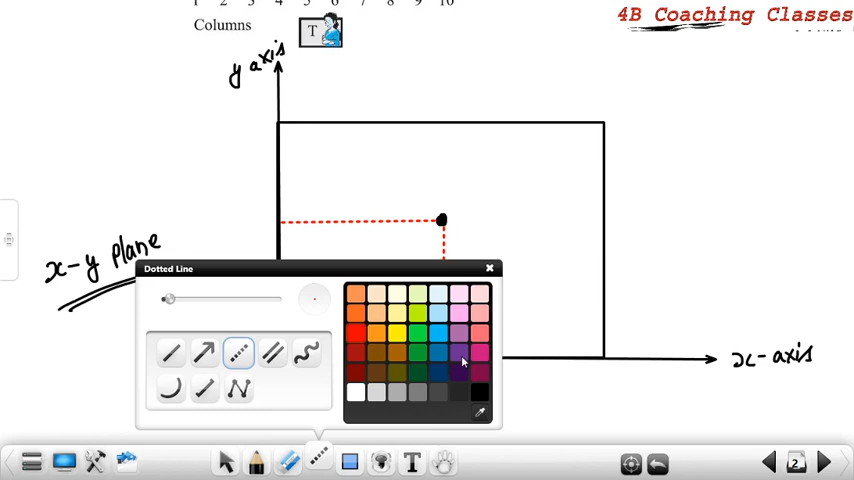 1 2 3 4 5 6 7 8 9 10
4B Coaching Classes
Columns
T
y axis
x-y plane
Dotted Line
x-axis
T
2